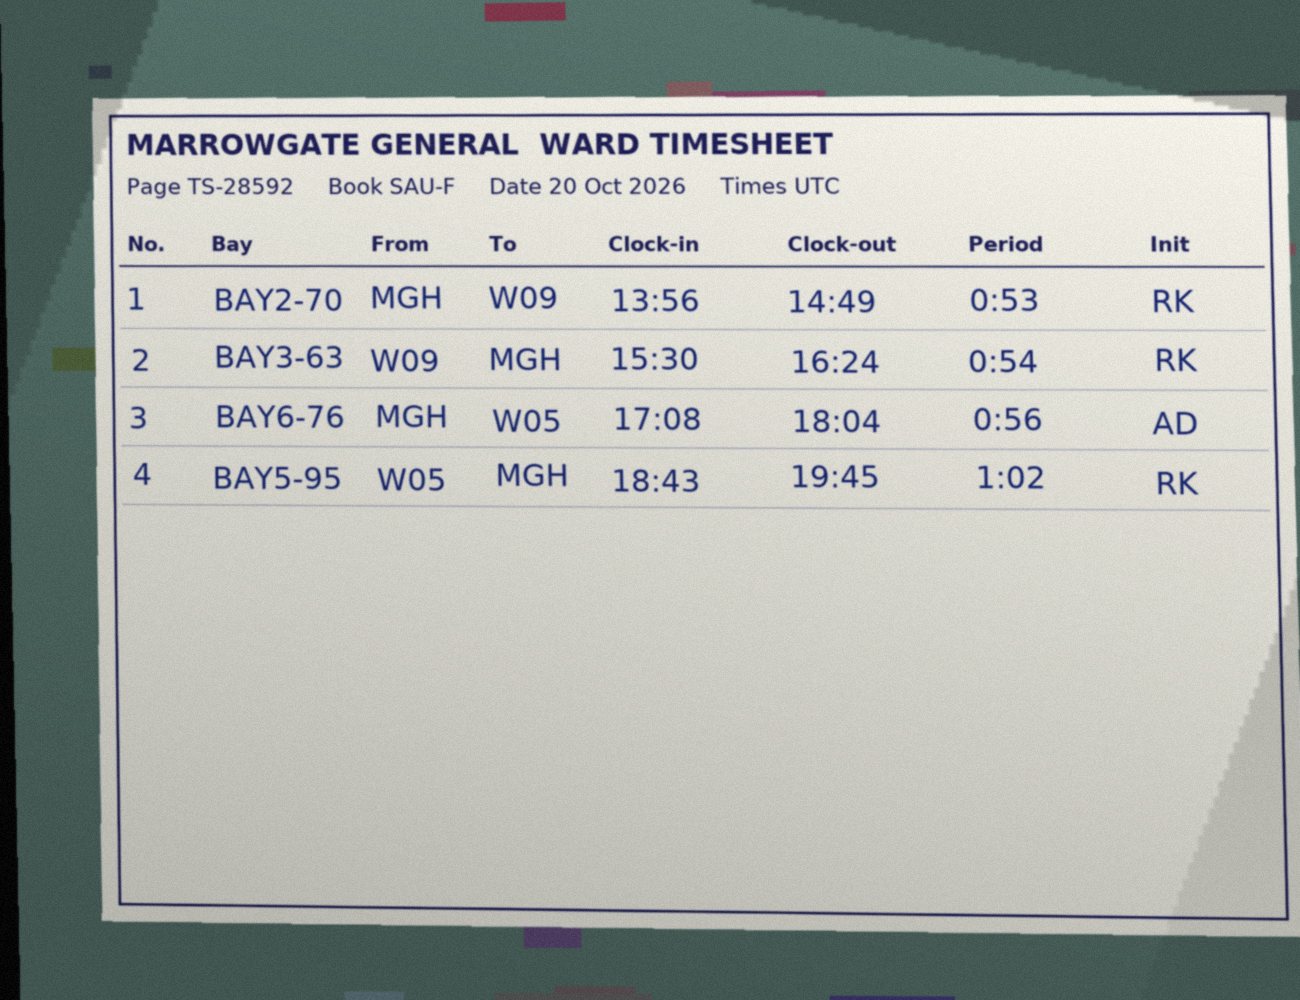 MARROWGATE GENERAL WARD TIMESHEET
Page TS-28592 Book SAU-F Date 20 Oct 2026 Times UTC
No. Bay From To Clock-in Clock-out Period Init
1 BAY2-70 MGH W09 13:56 14:49 0:53 RK
2 BAY3-63 W09 MGH 15:30 16:24 0:54 RK
3 BAY6-76 MGH W05 17:08 18:04 0:56 AD
4 BAY5-95 W05 MGH 18:43 19:45 1:02 RK